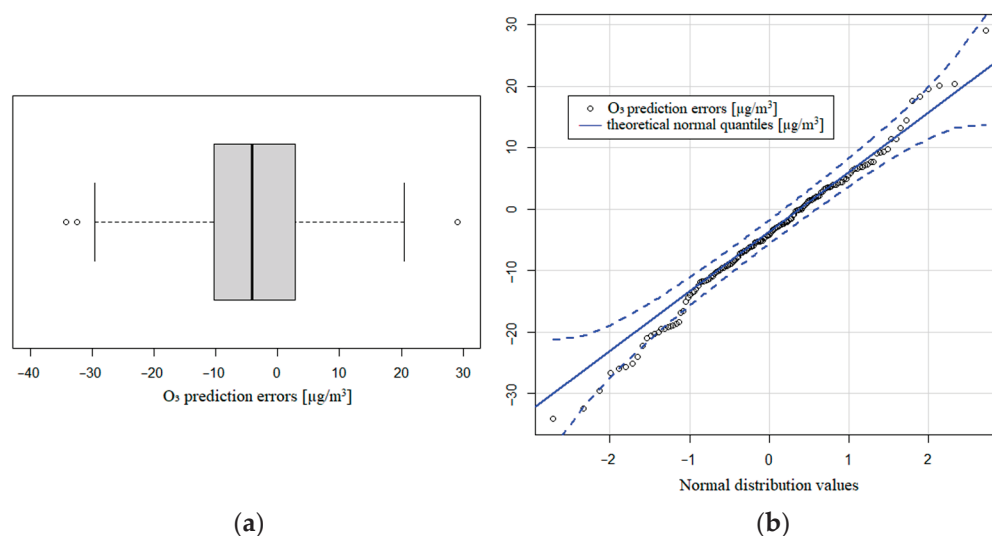 −40 −30 −20 −10 0 10 20 30
O₃ prediction errors [µg/m³]
(a)
30
20
10
0
−10
−20
−30
O₃ prediction errors [µg/m³]
theoretical normal quantiles [µg/m³]
−2 −1 0 1 2
Normal distribution values
(b)